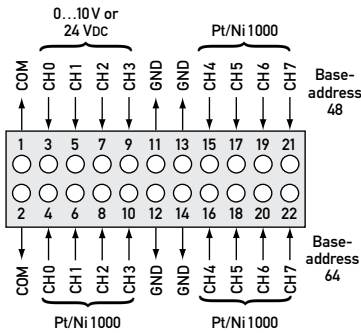 0...10 V or
24 VDC
Pt/Ni 1000
COM CH0 CH1 CH2 CH3 GND GND CH4 CH5 CH6 CH7
Base-
address
48
1 3 5 7 9 11 13 15 17 19 21
2 4 6 8 10 12 14 16 18 20 22
COM CH0 CH1 CH2 CH3 GND GND CH4 CH5 CH6 CH7
Base-
address
64
Pt/Ni 1000 Pt/Ni 1000